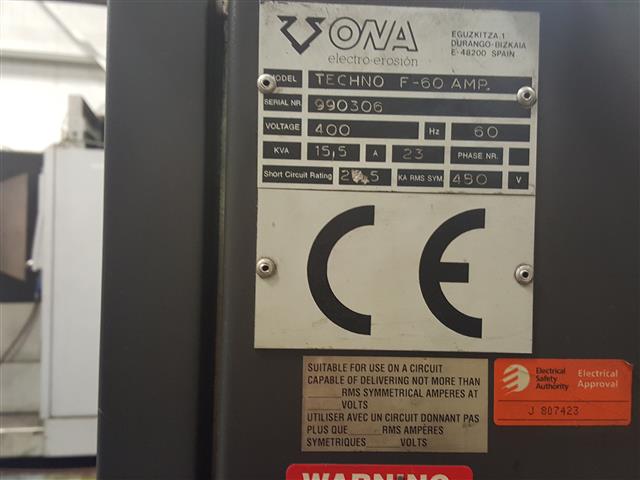 ONA
electro-erosión
EGUZKITZA.1
DURANGO-BIZKAIA
E-48200 SPAIN
MODEL TECHNO F-60 AMP.
SERIAL NR 990306
VOLTAGE 400 Hz 60
KVA 15,5 A 23 PHASE NR.
Short Circuit Rating KA RMS SYM. 450 V
CE
SUITABLE FOR USE ON A CIRCUIT
CAPABLE OF DELIVERING NOT MORE THAN
RMS SYMMETRICAL AMPERES AT
VOLTS
UTILISER AVEC UN CIRCUIT DONNANT PAS
PLUS QUE RMS AMPÈRES
SYMETRIQUES VOLTS
Electrical
Safety
Authority
Electrical
Approval
J 807423
WARNING